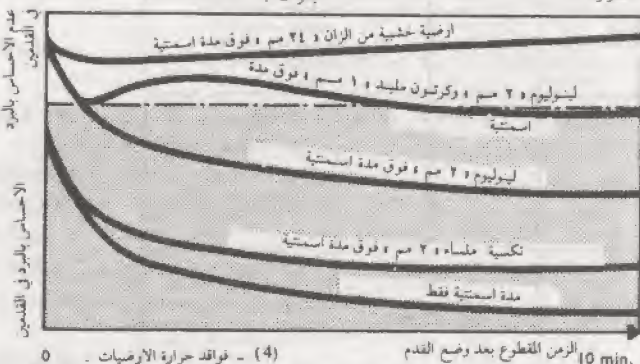 عدم الاحساس بالبرد
في القدمين
ارضية خشبية من الزان ، ٢٤ مم ، فوق مدة اسمنتية
لينوليوم ، ٢ مم ، وكرتون ملبد ، ١ مم ، فوق مدة
اسمنتية
لينوليوم ، ٢ مم ، فوق مدة اسمنتية
الاحساس بالبرد في القدمين
تكسية ملساء ، ٢ مم ، فوق مدة اسمنتية
مدة اسمنتية فقط
0
الزمن المقطوع بعد وضع القدم
10 min.
(4) - فواقد حرارة الارضيات .